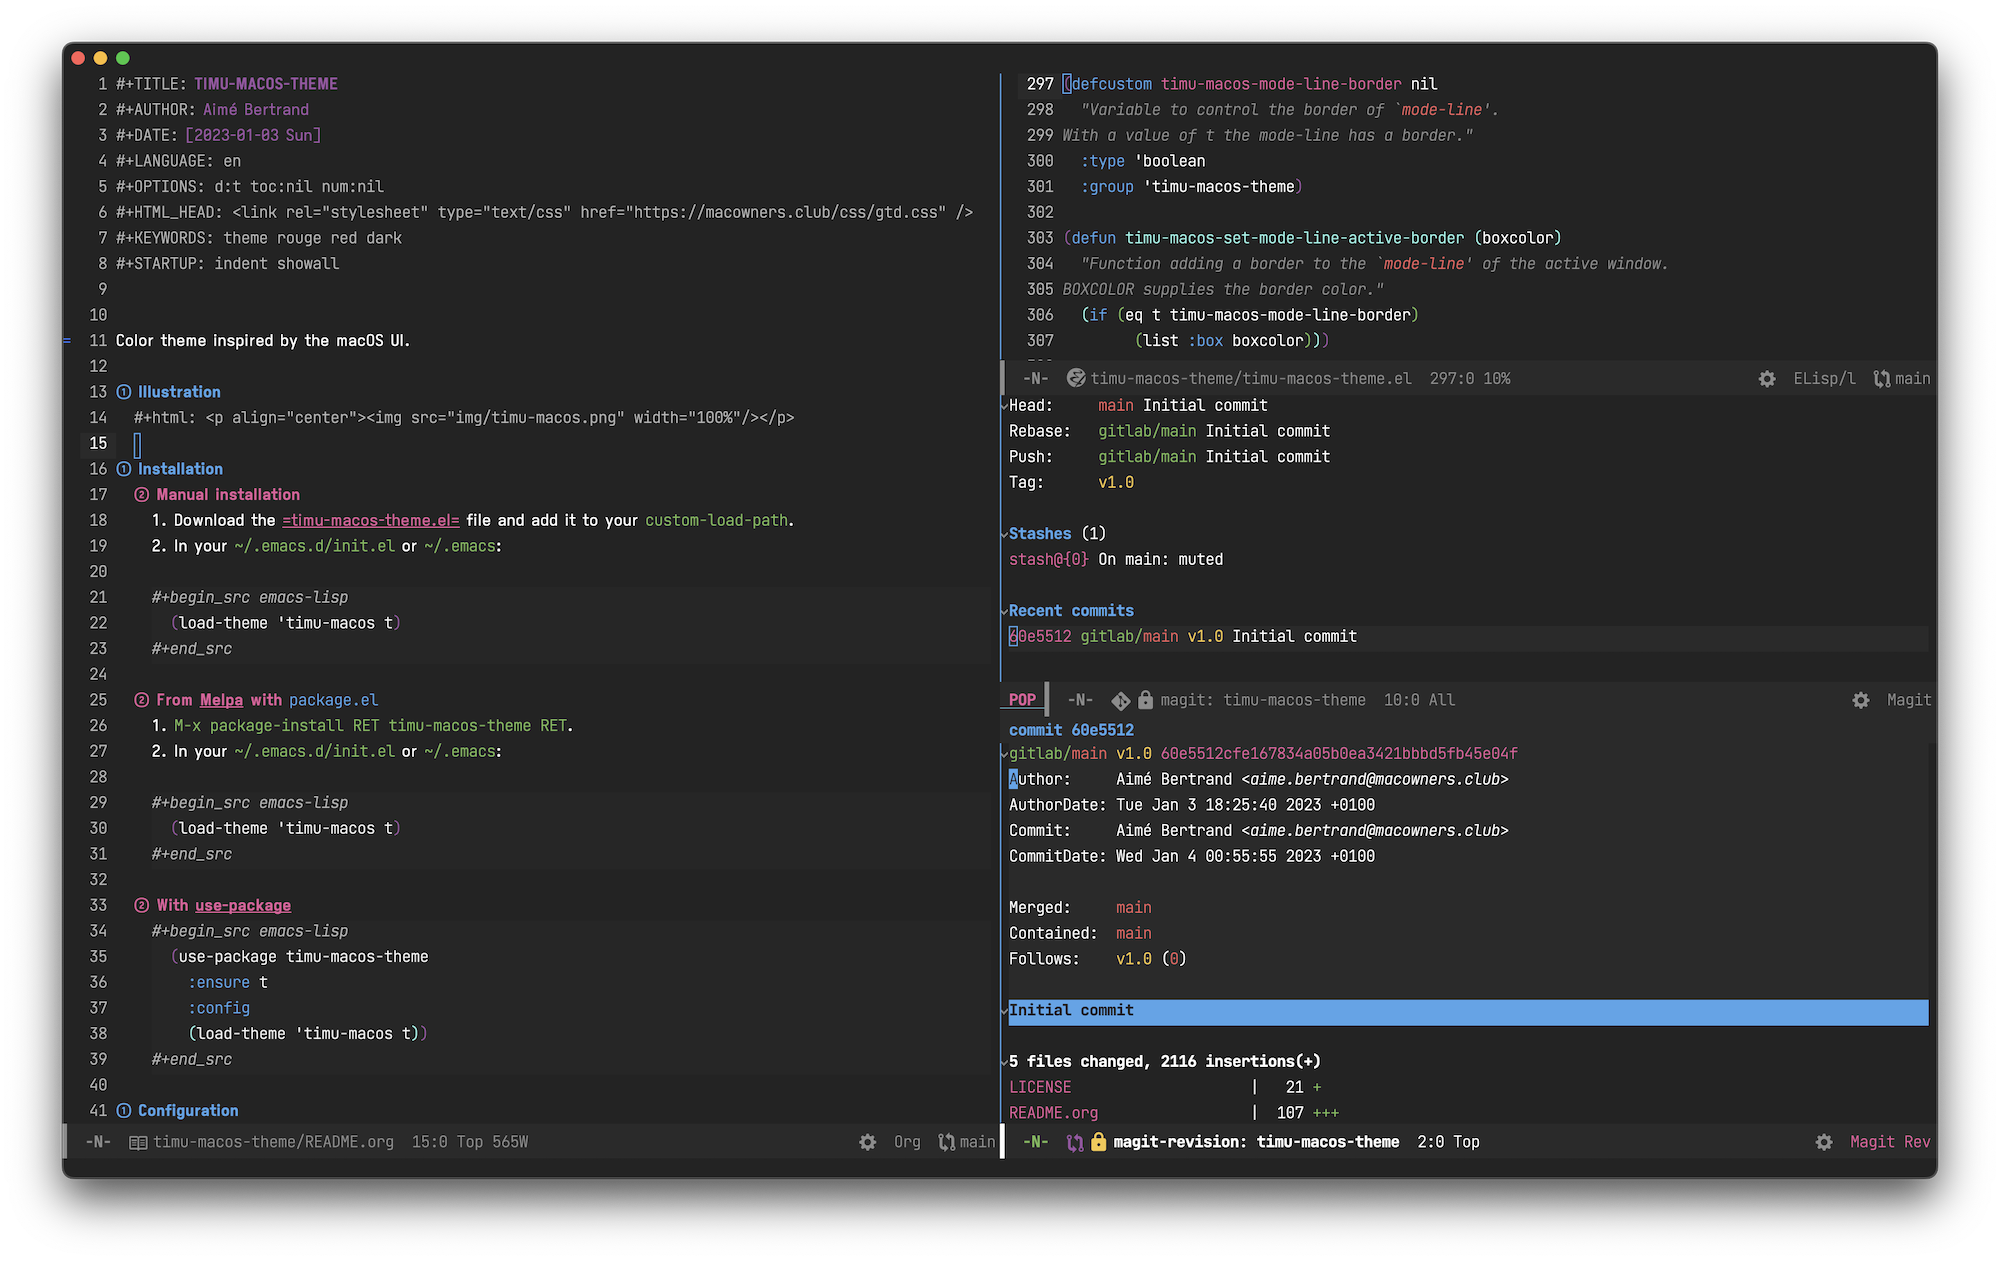 1 #+TITLE: TIMU-MACOS-THEME
2 #+AUTHOR: Aimé Bertrand
3 #+DATE: [2023-01-03 Sun]
4 #+LANGUAGE: en
5 #+OPTIONS: d:t toc:nil num:nil
6 #+HTML_HEAD: <link rel="stylesheet" type="text/css" href="https://macowners.club/css/gtd.css" />
7 #+KEYWORDS: theme rouge red dark
8 #+STARTUP: indent showall
9
10
= 11 Color theme inspired by the macOS UI.
12
13 ① Illustration
14 #+html: <p align="center"><img src="img/timu-macos.png" width="100%"/></p>
15
16 ① Installation
17 ② Manual installation
18 1. Download the =timu-macos-theme.el= file and add it to your custom-load-path.
19 2. In your ~/.emacs.d/init.el or ~/.emacs:
20
21 #+begin_src emacs-lisp
22 (load-theme 'timu-macos t)
23 #+end_src
24
25 ② From Melpa with package.el
26 1. M-x package-install RET timu-macos-theme RET.
27 2. In your ~/.emacs.d/init.el or ~/.emacs:
28
29 #+begin_src emacs-lisp
30 (load-theme 'timu-macos t)
31 #+end_src
32
33 ② With use-package
34 #+begin_src emacs-lisp
35 (use-package timu-macos-theme
36 :ensure t
37 :config
38 (load-theme 'timu-macos t))
39 #+end_src
40
41 ① Configuration
-N- timu-macos-theme/README.org 15:0 Top 565W Org main
297 (defcustom timu-macos-mode-line-border nil
298 "Variable to control the border of `mode-line'.
299 With a value of t the mode-line has a border."
300 :type 'boolean
301 :group 'timu-macos-theme)
302
303 (defun timu-macos-set-mode-line-active-border (boxcolor)
304 "Function adding a border to the `mode-line' of the active window.
305 BOXCOLOR supplies the border color."
306 (if (eq t timu-macos-mode-line-border)
307 (list :box boxcolor)))
-N- timu-macos-theme/timu-macos-theme.el 297:0 10% ELisp/l main
Head: main Initial commit
Rebase: gitlab/main Initial commit
Push: gitlab/main Initial commit
Tag: v1.0
Stashes (1)
stash@{0} On main: muted
Recent commits
60e5512 gitlab/main v1.0 Initial commit
POP -N- magit: timu-macos-theme 10:0 All Magit
commit 60e5512
gitlab/main v1.0 60e5512cfe167834a05b0ea3421bbbd5fb45e04f
Author: Aimé Bertrand <aime.bertrand@macowners.club>
AuthorDate: Tue Jan 3 18:25:40 2023 +0100
Commit: Aimé Bertrand <aime.bertrand@macowners.club>
CommitDate: Wed Jan 4 00:55:55 2023 +0100
Merged: main
Contained: main
Follows: v1.0 (0)
Initial commit
5 files changed, 2116 insertions(+)
LICENSE | 21 +
README.org | 107 +++
-N- magit-revision: timu-macos-theme 2:0 Top Magit Rev